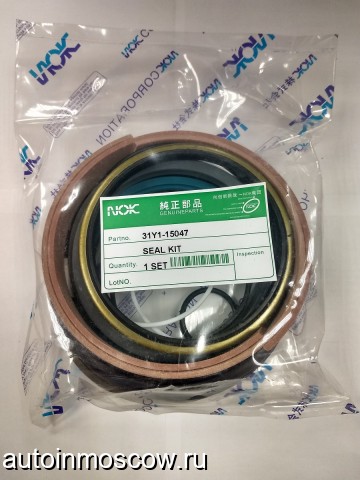 NOK
純正部品
GENUINEPARTS
Partno. 31Y1-15047
SEAL KIT
Quantity. 1 SET
Inspection
LotNO.
NOK CORPORATION
autoinmoscow.ru